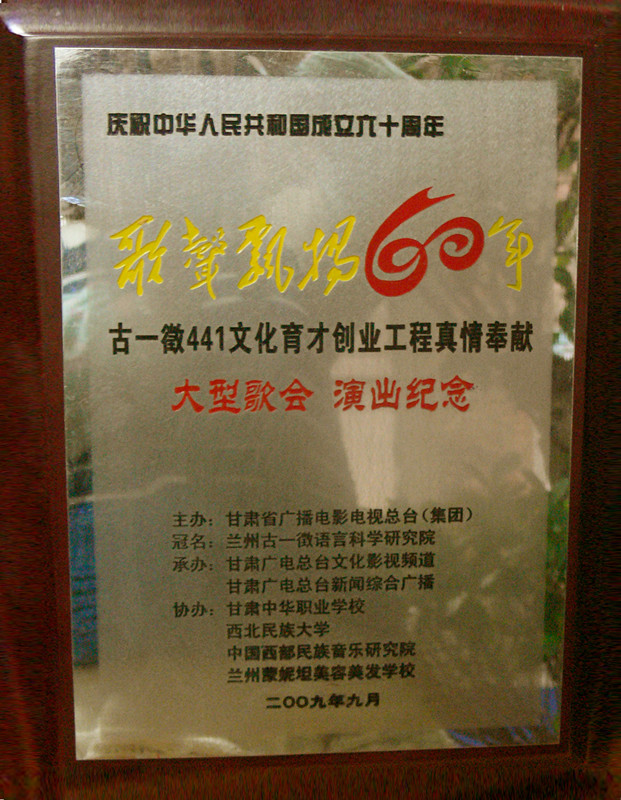 庆祝中华人民共和国成立六十周年
歌聲飘揚60年
古一徵441文化育才创业工程真情奉献
大型歌会 演出纪念
主办：甘肃省广播电影电视总台（集团）
冠名：兰州古一徵语言科学研究院
承办：甘肃广电总台文化影视频道
甘肃广电总台新闻综合广播
协办：甘肃中华职业学校
西北民族大学
中国西部民族音乐研究院
兰州蒙妮坦美容美发学校
二〇〇九年九月